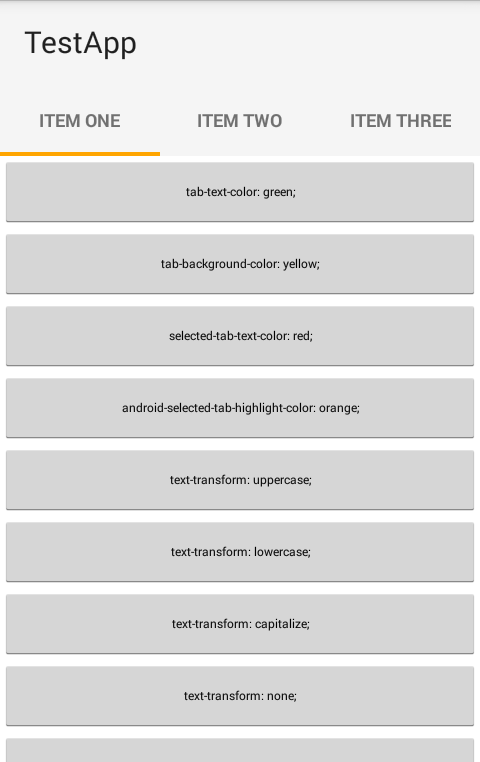 TestApp
ITEM ONE ITEM TWO ITEM THREE
tab-text-color: green;
tab-background-color: yellow;
selected-tab-text-color: red;
android-selected-tab-highlight-color: orange;
text-transform: uppercase;
text-transform: lowercase;
text-transform: capitalize;
text-transform: none;